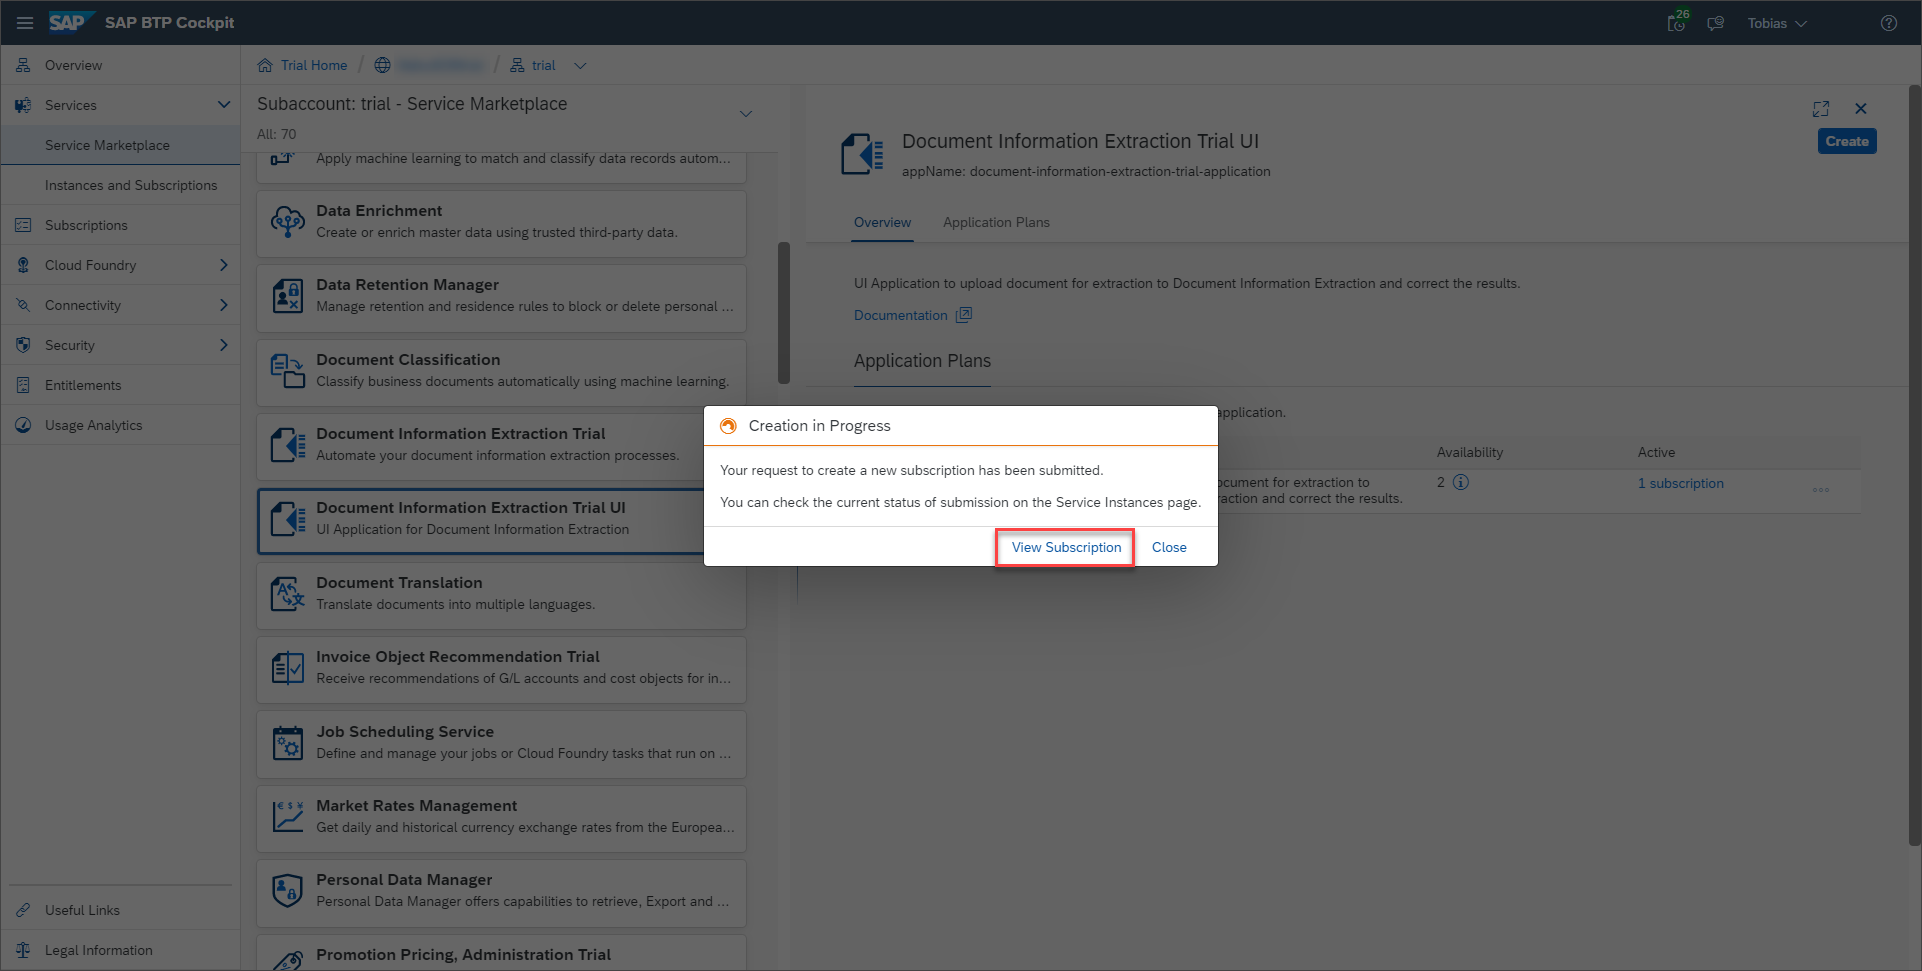 SAP SAP BTP Cockpit
26
Tobias
Overview
Services
Service Marketplace
Instances and Subscriptions
Subscriptions
Cloud Foundry
Connectivity
Security
Entitlements
Usage Analytics
Useful Links
Legal Information
Trial Home / / trial
Subaccount: trial - Service Marketplace
All: 70
Apply machine learning to match and classify data records autom...
Data Enrichment
Create or enrich master data using trusted third-party data.
Data Retention Manager
Manage retention and residence rules to block or delete personal ...
Document Classification
Classify business documents automatically using machine learning.
Document Information Extraction Trial
Automate your document information extraction processes.
Document Information Extraction Trial UI
UI Application for Document Information Extraction
Document Translation
Translate documents into multiple languages.
Invoice Object Recommendation Trial
Receive recommendations of G/L accounts and cost objects for in...
Job Scheduling Service
Define and manage your jobs or Cloud Foundry tasks that run on ...
Market Rates Management
Get daily and historical currency exchange rates from the Europea...
Personal Data Manager
Personal Data Manager offers capabilities to retrieve, Export and ...
Promotion Pricing, Administration Trial
Document Information Extraction Trial UI
appName: document-information-extraction-trial-application
Create
Overview Application Plans
UI Application to upload document for extraction to Document Information Extraction and correct the results.
Documentation
Application Plans
application.
Availability Active
ocument for extraction to
raction and correct the results.
2
1 subscription
...
Creation in Progress
Your request to create a new subscription has been submitted.
You can check the current status of submission on the Service Instances page.
View Subscription Close